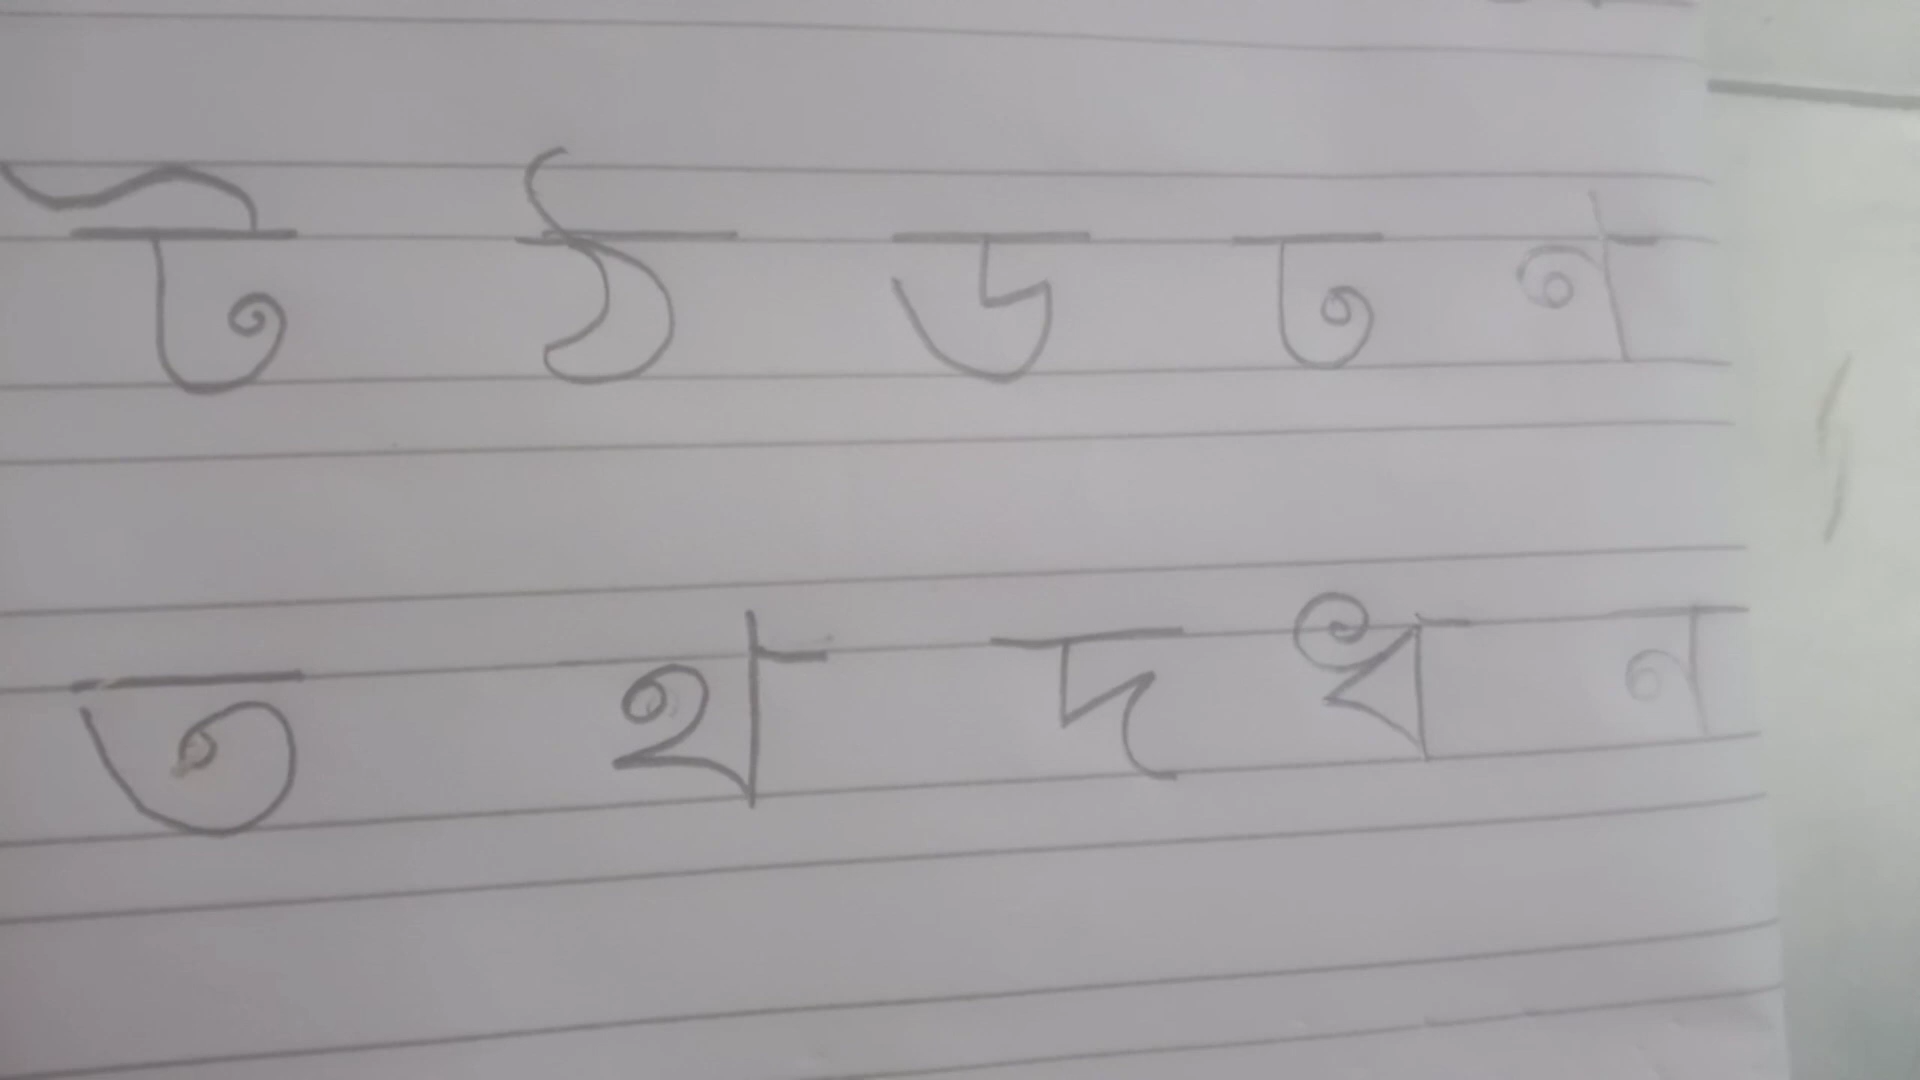 ট ঠ ড ঢ ণ
ত থ দ ধ ন